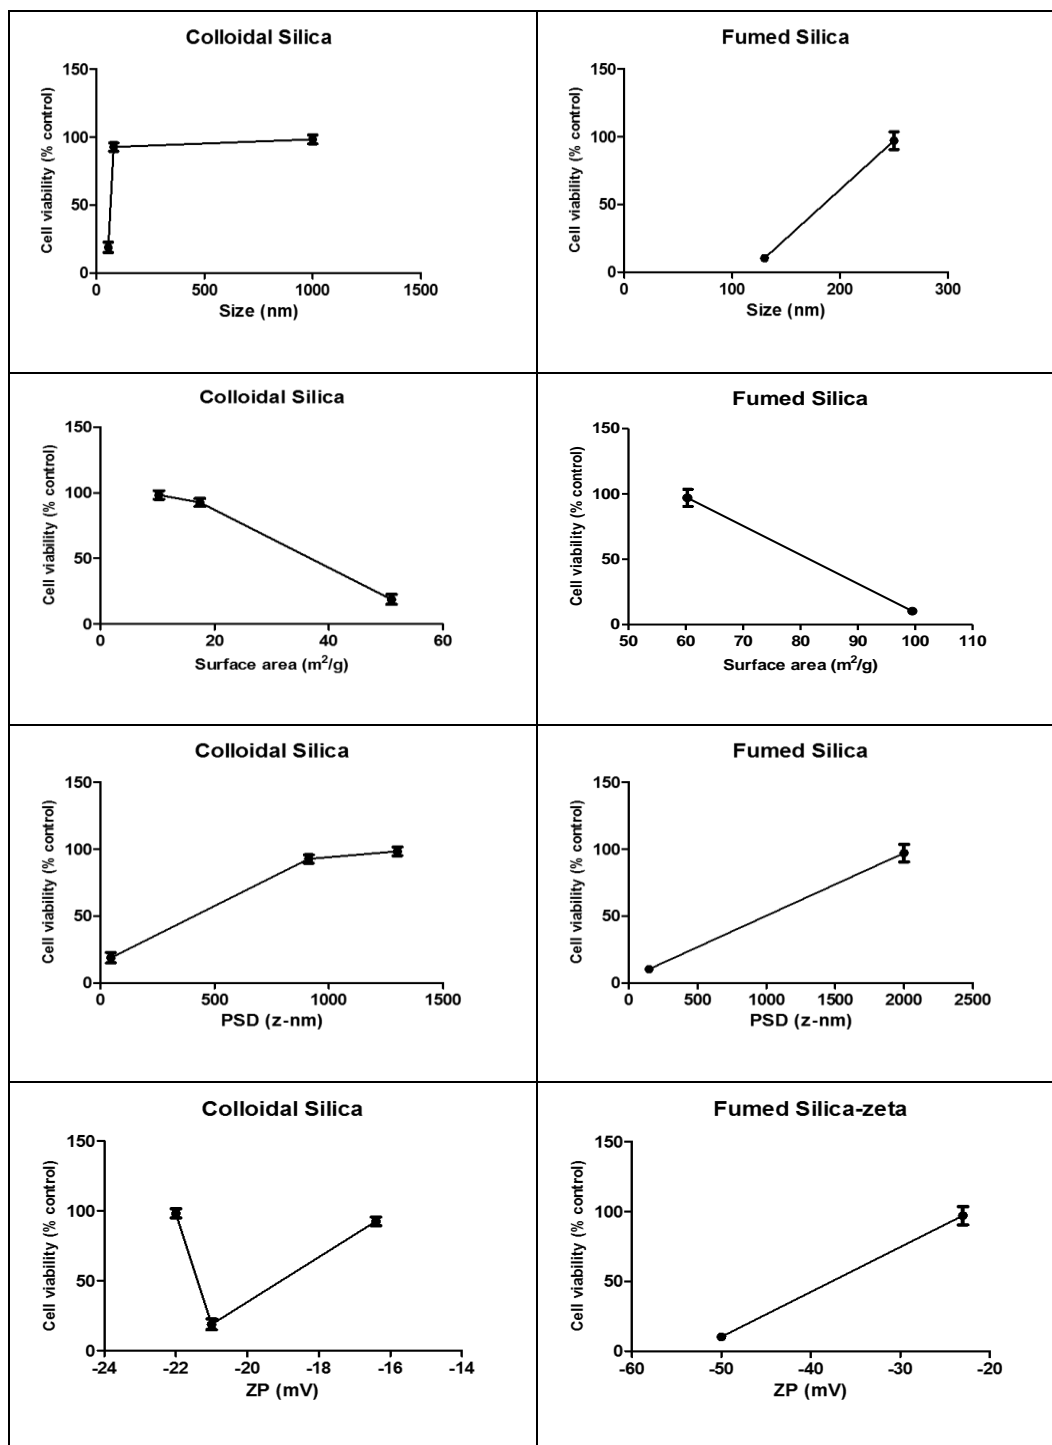 Colloidal Silica
Cell viability (% control)
150
100
50
0
0 500 1000 1500
Size (nm)
Fumed Silica
Cell viability (% control)
150
100
50
0
0 100 200 300
Size (nm)
Colloidal Silica
Cell viability (% control)
150
100
50
0
0 20 40 60
Surface area (m²/g)
Fumed Silica
Cell viability (% control)
150
100
50
0
50 60 70 80 90 100 110
Surface area (m²/g)
Colloidal Silica
Cell viability (% control)
150
100
50
0
0 500 1000 1500
PSD (z-nm)
Fumed Silica
Cell viability (% control)
150
100
50
0
0 500 1000 1500 2000 2500
PSD (z-nm)
Colloidal Silica
Cell viability (% control)
150
100
50
0
-24 -22 -20 -18 -16 -14
ZP (mV)
Fumed Silica-zeta
Cell viability (% control)
150
100
50
0
-60 -50 -40 -30 -20
ZP (mV)